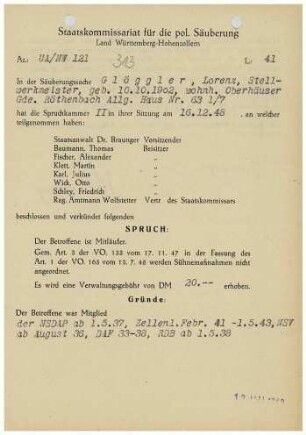 Staatskommissariat für die pol. Säuberung
Land Württemberg-Hohenzollern
Az: UA/NW 121 313 L: 41
In der Säuberungssache G l ö g g l e r , Lorenz, Stell-
werkmeister, geb. 10.10.1902, wohnh. Oberhäuser
Gde. Röthenbach Allg. Haus Nr. 63 1/7
hat die Spruchkammer II in ihrer Sitzung am 16.12.48 , an welcher
teilgenommen haben:
Staatsanwalt Dr. Braunger Vorsitzender
Baumann, Thomas Beisitzer
Fischer, Alexander "
Klett, Martin "
Karl, Julius "
Wick, Otto "
Schley, Friedrich "
Reg. Amtmann Wolfstetter Vertr. des Staatskommissars
beschlossen und verkündet folgenden
SPRUCH:
Der Betroffene ist Mitläufer.
Gem. Art. 3 der VO. 133 vom 17. 11. 47 in der Fassung des
Art. 1 der VO. 165 vom 13. 7. 48 werden Sühnemaßnahmen nicht
angeordnet.
Es wird eine Verwaltungsgebühr von DM 20.-- erhoben.
Gründe:
Der Betroffene war Mitglied
der NSDAP ab 1.5.37, Zellenl.Febr. 41 -1.5.43,NSV
ab August 36, DAF 33-38, RDB ab 1.5.38